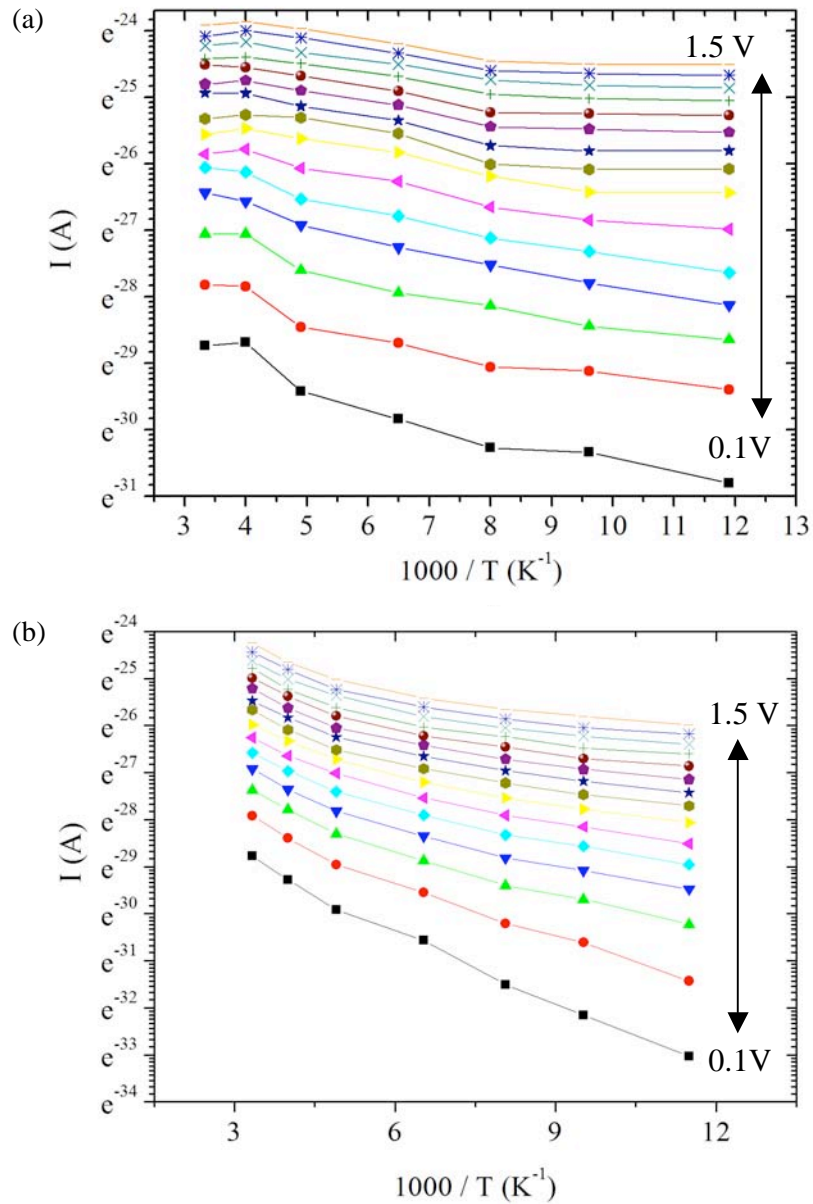 (a)
e^-24
e^-25
e^-26
e^-27
e^-28
e^-29
e^-30
e^-31
I (A)
1.5 V
0.1V
3 4 5 6 7 8 9 10 11 12 13
1000 / T (K^-1)
(b)
e^-24
e^-25
e^-26
e^-27
e^-28
e^-29
e^-30
e^-31
e^-32
e^-33
e^-34
I (A)
1.5 V
0.1V
3 6 9 12
1000 / T (K^-1)